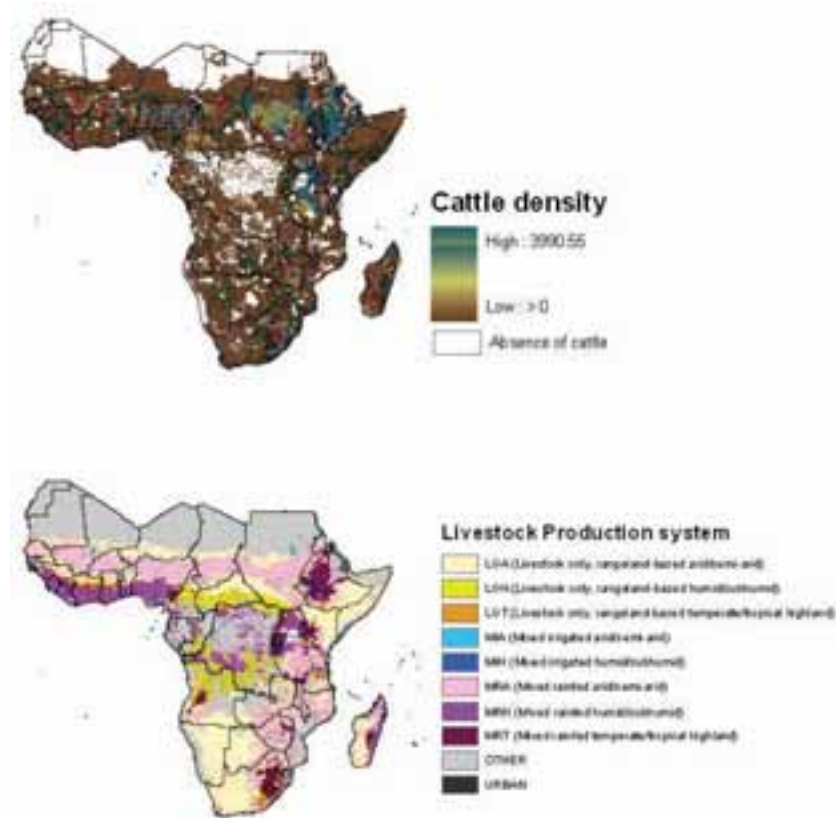 Cattle density
High : 3990.55
Low : > 0
Absence of cattle
Livestock Production system
LGA (Livestock only, rangeland-based arid/semi-arid)
LGH (Livestock only, rangeland-based humid/subhumid)
LGT (Livestock only, rangeland-based temperate/tropical highland)
MIA (Mixed irrigated arid/semi-arid)
MIH (Mixed irrigated humid/subhumid)
MRA (Mixed rainfed arid/semi-arid)
MRH (Mixed rainfed humid/subhumid)
MRT (Mixed rainfed temperate/tropical highland)
OTHER
URBAN